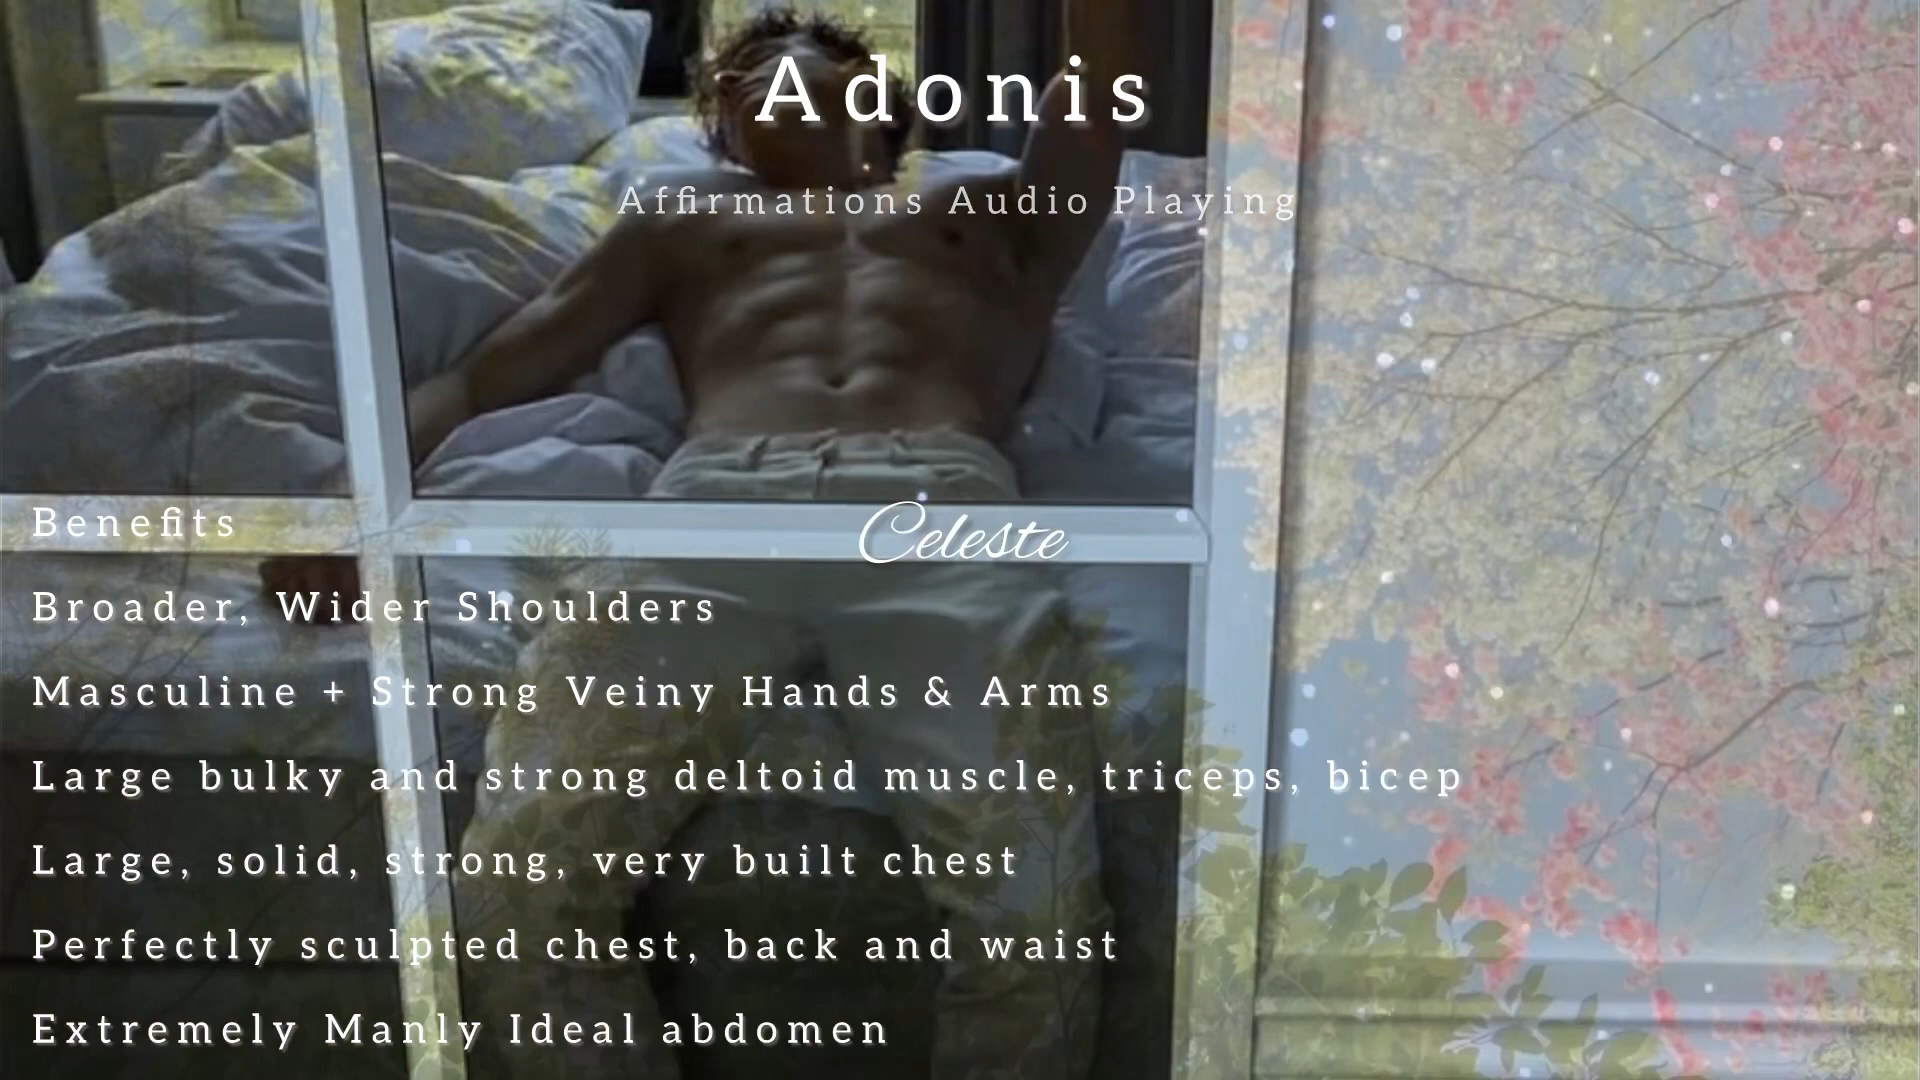 Adonis
Affirmations Audio Playing
Benefits
Celeste
Broader, Wider Shoulders
Masculine + Strong Veiny Hands & Arms
Large bulky and strong deltoid muscle, triceps, bicep
Large, solid, strong, very built chest
Perfectly sculpted chest, back and waist
Extremely Manly Ideal abdomen